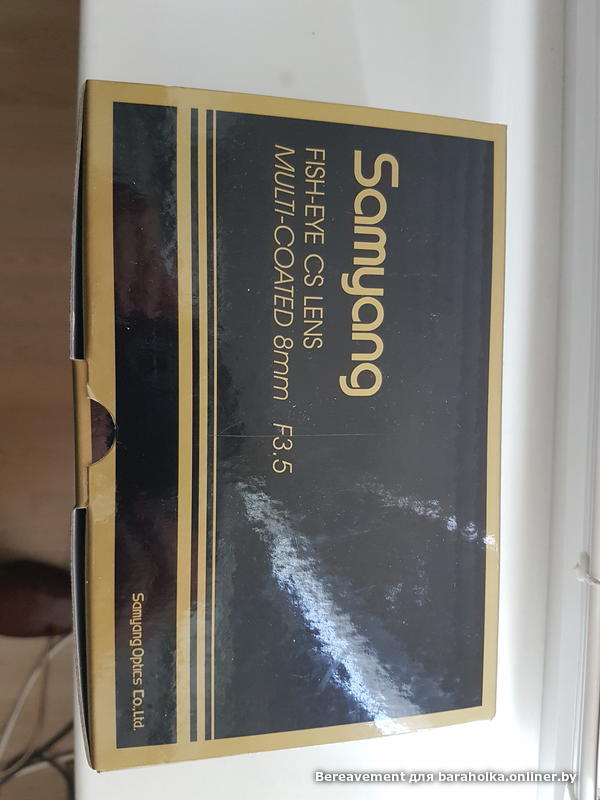 Samyang
FISH-EYE CS LENS
MULTI-COATED 8mm F3.5
Samyang Optics Co.,Ltd.
Bereavement для baraholka.onliner.by